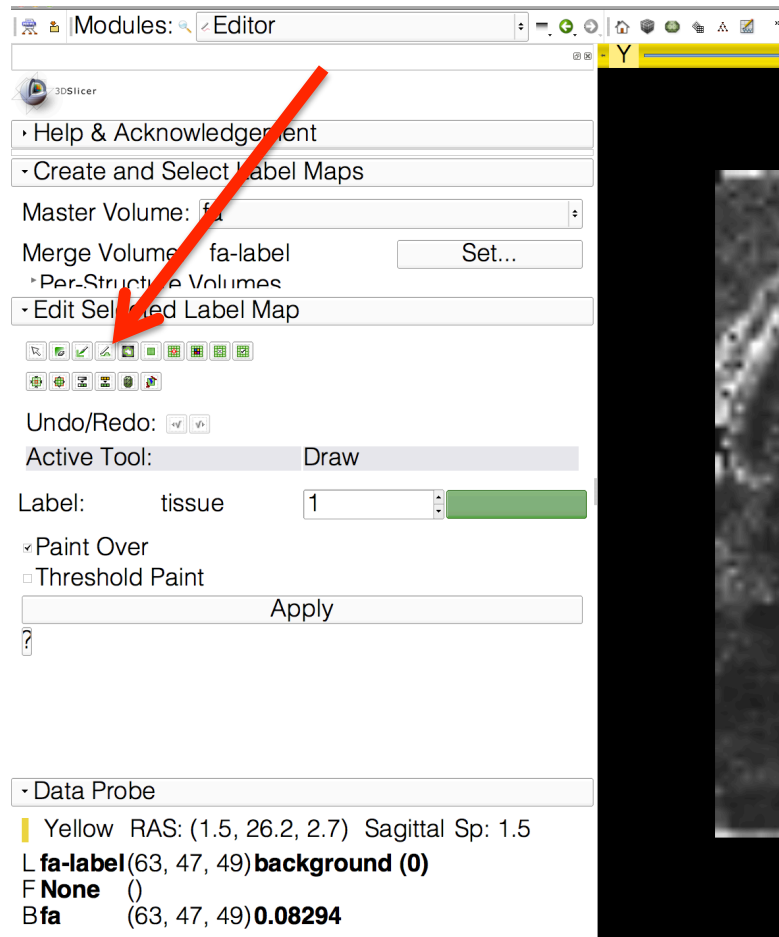 Modules: Editor
Y
3DSlicer
Help & Acknowledgement
Create and Select Label Maps
Master Volume: fa
Merge Volume: fa-label Set...
Per-Structure Volumes
Edit Selected Label Map
Undo/Redo:
Active Tool: Draw
Label: tissue 1
Paint Over
Threshold Paint
Apply
?
Data Probe
Yellow RAS: (1.5, 26.2, 2.7) Sagittal Sp: 1.5
L fa-label (63, 47, 49) background (0)
F None ()
B fa (63, 47, 49) 0.08294